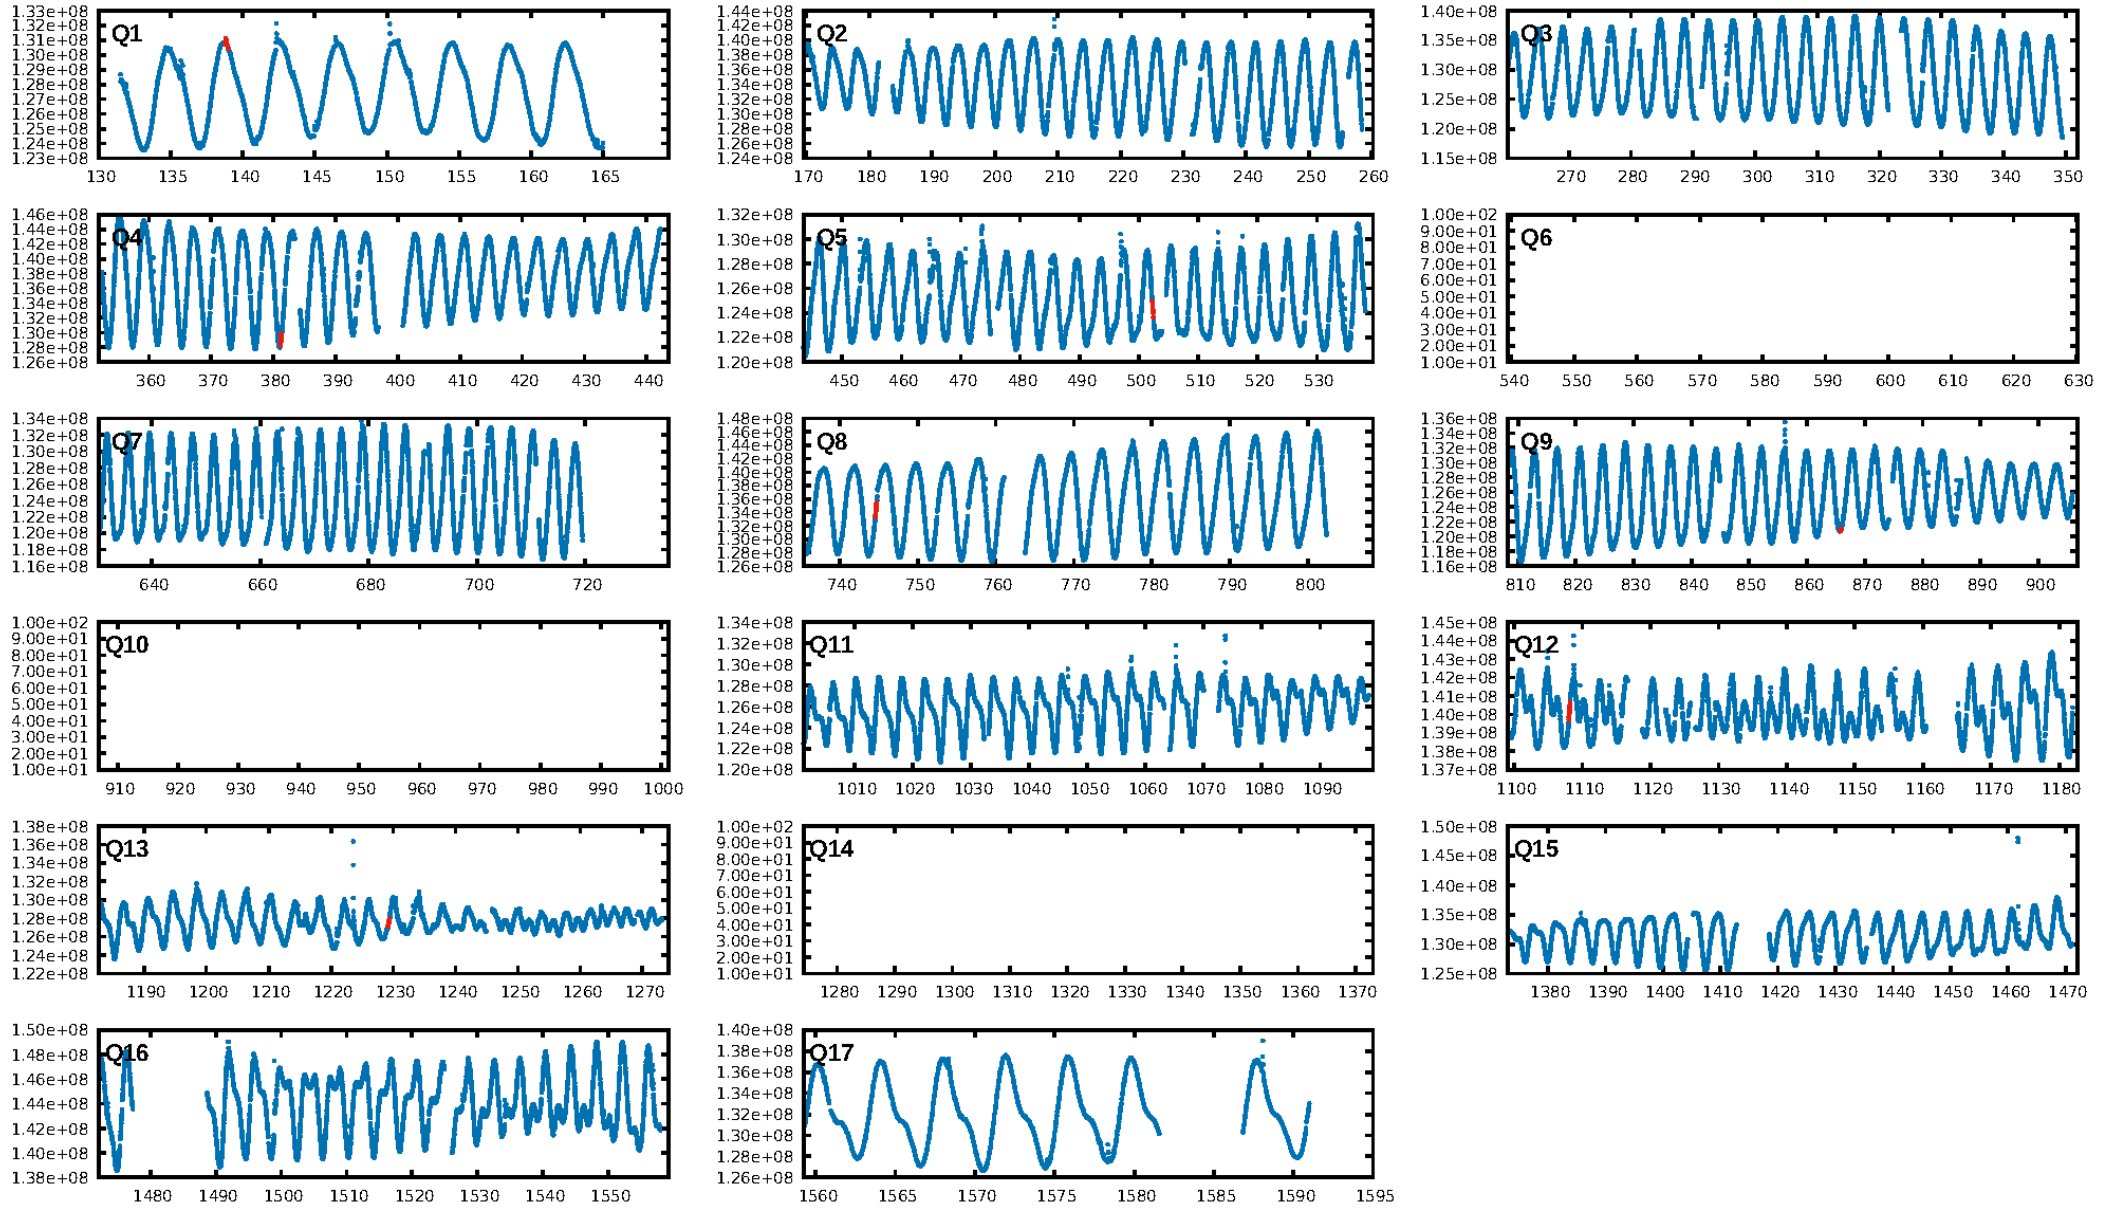 1.33e+08
1.32e+08
1.31e+08
1.30e+08
1.29e+08
1.28e+08
1.27e+08
1.26e+08
1.25e+08
1.24e+08
1.23e+08
Q1
130 135 140 145 150 155 160 165
1.44e+08
1.42e+08
1.40e+08
1.38e+08
1.36e+08
1.34e+08
1.32e+08
1.30e+08
1.28e+08
1.26e+08
1.24e+08
Q2
170 180 190 200 210 220 230 240 250 260
1.40e+08
1.35e+08
1.30e+08
1.25e+08
1.20e+08
1.15e+08
Q3
270 280 290 300 310 320 330 340 350
1.46e+08
1.44e+08
1.42e+08
1.40e+08
1.38e+08
1.36e+08
1.34e+08
1.32e+08
1.30e+08
1.28e+08
1.26e+08
Q4
360 370 380 390 400 410 420 430 440
1.32e+08
1.30e+08
1.28e+08
1.26e+08
1.24e+08
1.22e+08
1.20e+08
Q5
450 460 470 480 490 500 510 520 530
1.00e+02
9.00e+01
8.00e+01
7.00e+01
6.00e+01
5.00e+01
4.00e+01
3.00e+01
2.00e+01
1.00e+01
Q6
540 550 560 570 580 590 600 610 620 630
1.34e+08
1.32e+08
1.30e+08
1.28e+08
1.26e+08
1.24e+08
1.22e+08
1.20e+08
1.18e+08
1.16e+08
Q7
640 660 680 700 720
1.48e+08
1.46e+08
1.44e+08
1.42e+08
1.40e+08
1.38e+08
1.36e+08
1.34e+08
1.32e+08
1.30e+08
1.28e+08
1.26e+08
Q8
740 750 760 770 780 790 800
1.36e+08
1.34e+08
1.32e+08
1.30e+08
1.28e+08
1.26e+08
1.24e+08
1.22e+08
1.20e+08
1.18e+08
1.16e+08
Q9
810 820 830 840 850 860 870 880 890 900
1.00e+02
9.00e+01
8.00e+01
7.00e+01
6.00e+01
5.00e+01
4.00e+01
3.00e+01
2.00e+01
1.00e+01
Q10
910 920 930 940 950 960 970 980 990 1000
1.34e+08
1.32e+08
1.30e+08
1.28e+08
1.26e+08
1.24e+08
1.22e+08
1.20e+08
Q11
1010 1020 1030 1040 1050 1060 1070 1080 1090
1.45e+08
1.44e+08
1.43e+08
1.42e+08
1.41e+08
1.40e+08
1.39e+08
1.38e+08
1.37e+08
Q12
1100 1110 1120 1130 1140 1150 1160 1170 1180
1.38e+08
1.36e+08
1.34e+08
1.32e+08
1.30e+08
1.28e+08
1.26e+08
1.24e+08
1.22e+08
Q13
1190 1200 1210 1220 1230 1240 1250 1260 1270
1.00e+02
9.00e+01
8.00e+01
7.00e+01
6.00e+01
5.00e+01
4.00e+01
3.00e+01
2.00e+01
1.00e+01
Q14
1280 1290 1300 1310 1320 1330 1340 1350 1360 1370
1.50e+08
1.45e+08
1.40e+08
1.35e+08
1.30e+08
1.25e+08
Q15
1380 1390 1400 1410 1420 1430 1440 1450 1460 1470
1.50e+08
1.48e+08
1.46e+08
1.44e+08
1.42e+08
1.40e+08
1.38e+08
Q16
1480 1490 1500 1510 1520 1530 1540 1550
1.40e+08
1.38e+08
1.36e+08
1.34e+08
1.32e+08
1.30e+08
1.28e+08
1.26e+08
Q17
1560 1565 1570 1575 1580 1585 1590 1595